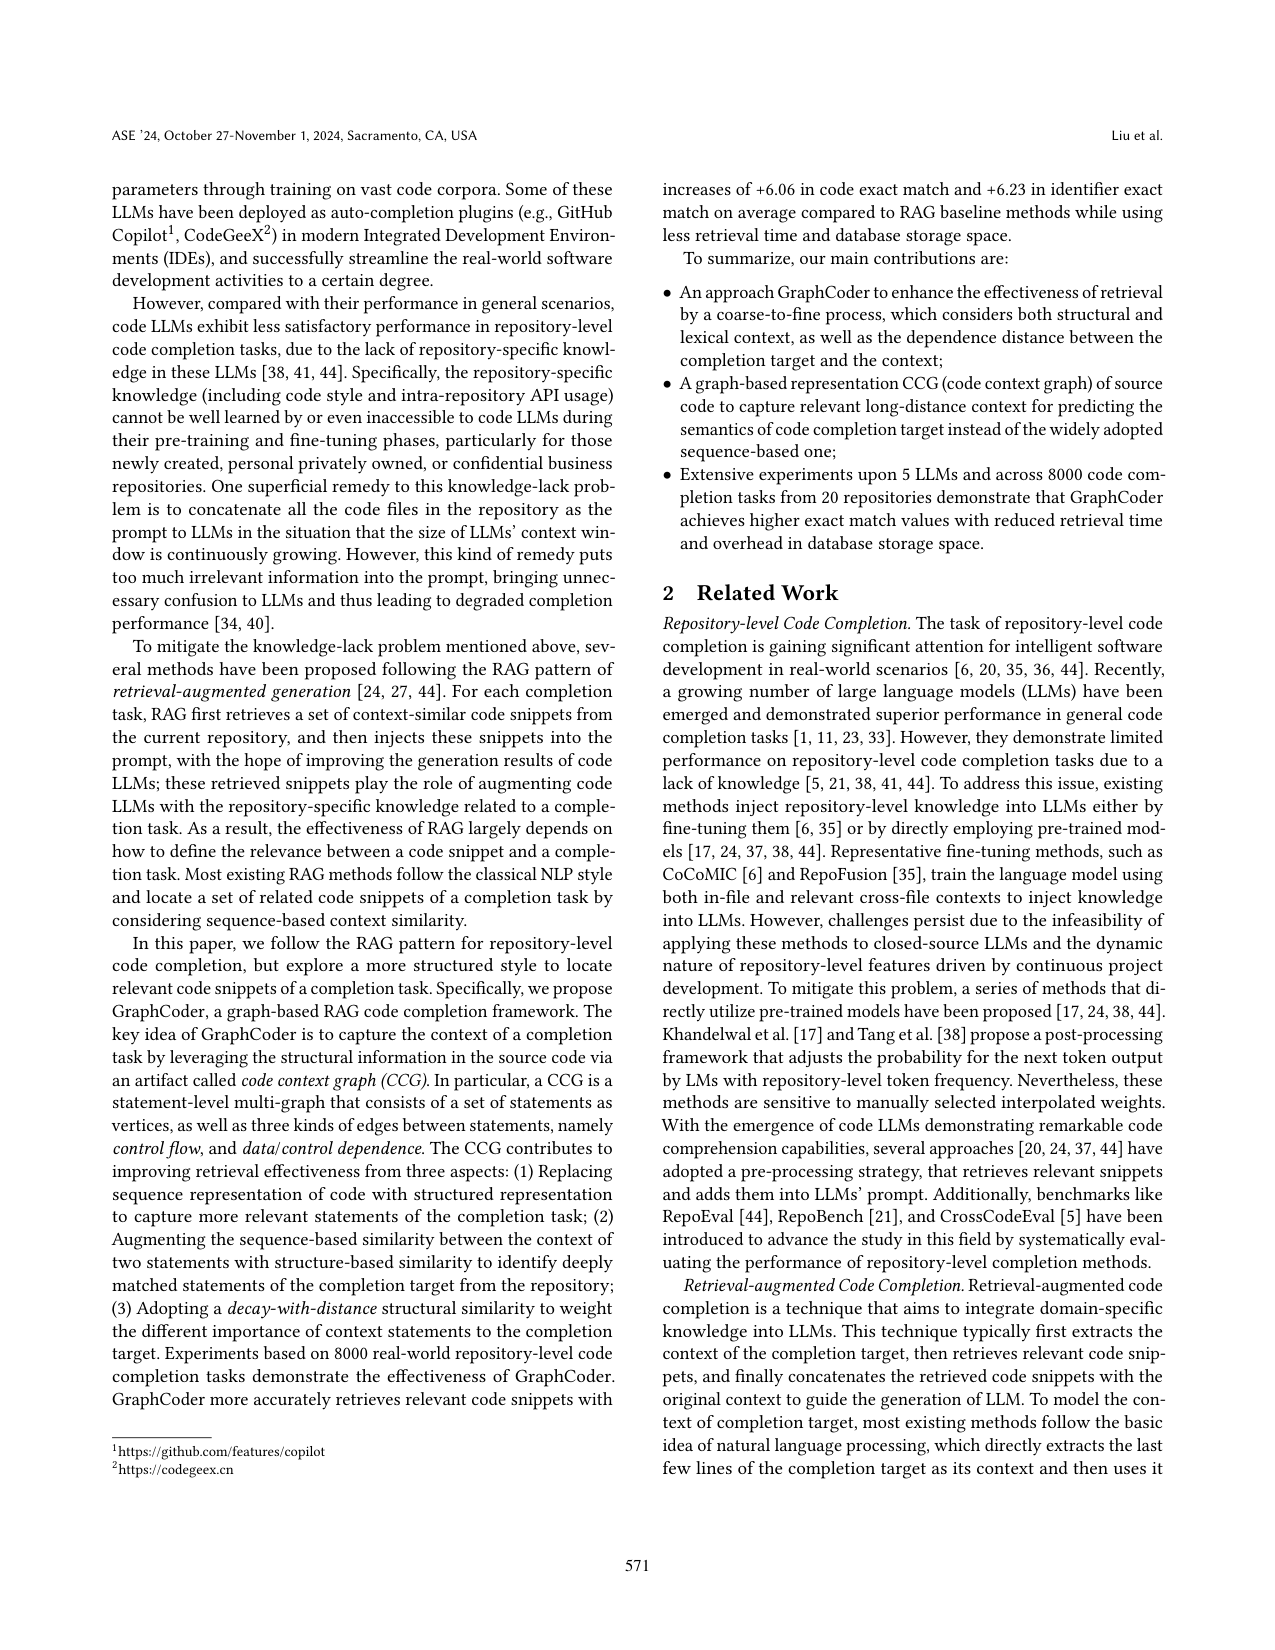 ASE ’24, October 27-November 1, 2024, Sacramento, CA, USA
Liu et al.
parameters through training on vast code corpora. Some of these
LLMs have been deployed as auto-completion plugins (e.g., GitHub
Copilot1, CodeGeeX2) in modern Integrated Development Environ-
ments (IDEs), and successfully streamline the real-world software
development activities to a certain degree.
However, compared with their performance in general scenarios,
code LLMs exhibit less satisfactory performance in repository-level
code completion tasks, due to the lack of repository-specific knowl-
edge in these LLMs [38, 41, 44]. Specifically, the repository-specific
knowledge (including code style and intra-repository API usage)
cannot be well learned by or even inaccessible to code LLMs during
their pre-training and fine-tuning phases, particularly for those
newly created, personal privately owned, or confidential business
repositories. One superficial remedy to this knowledge-lack prob-
lem is to concatenate all the code files in the repository as the
prompt to LLMs in the situation that the size of LLMs’ context win-
dow is continuously growing. However, this kind of remedy puts
too much irrelevant information into the prompt, bringing unnec-
essary confusion to LLMs and thus leading to degraded completion
performance [34, 40].
To mitigate the knowledge-lack problem mentioned above, sev-
eral methods have been proposed following the RAG pattern of
retrieval-augmented generation [24, 27, 44]. For each completion
task, RAG first retrieves a set of context-similar code snippets from
the current repository, and then injects these snippets into the
prompt, with the hope of improving the generation results of code
LLMs; these retrieved snippets play the role of augmenting code
LLMs with the repository-specific knowledge related to a comple-
tion task. As a result, the effectiveness of RAG largely depends on
how to define the relevance between a code snippet and a comple-
tion task. Most existing RAG methods follow the classical NLP style
and locate a set of related code snippets of a completion task by
considering sequence-based context similarity.
In this paper, we follow the RAG pattern for repository-level
code completion, but explore a more structured style to locate
relevant code snippets of a completion task. Specifically, we propose
GraphCoder, a graph-based RAG code completion framework. The
key idea of GraphCoder is to capture the context of a completion
task by leveraging the structural information in the source code via
an artifact called code context graph (CCG). In particular, a CCG is a
statement-level multi-graph that consists of a set of statements as
vertices, as well as three kinds of edges between statements, namely
control flow, and data/control dependence. The CCG contributes to
improving retrieval effectiveness from three aspects: (1) Replacing
sequence representation of code with structured representation
to capture more relevant statements of the completion task; (2)
Augmenting the sequence-based similarity between the context of
two statements with structure-based similarity to identify deeply
matched statements of the completion target from the repository;
(3) Adopting a decay-with-distance structural similarity to weight
the different importance of context statements to the completion
target. Experiments based on 8000 real-world repository-level code
completion tasks demonstrate the effectiveness of GraphCoder.
GraphCoder more accurately retrieves relevant code snippets with
1https://github.com/features/copilot
2https://codegeex.cn
increases of +6.06 in code exact match and +6.23 in identifier exact
match on average compared to RAG baseline methods while using
less retrieval time and database storage space.
To summarize, our main contributions are:
• An approach GraphCoder to enhance the effectiveness of retrieval
by a coarse-to-fine process, which considers both structural and
lexical context, as well as the dependence distance between the
completion target and the context;
• A graph-based representation CCG (code context graph) of source
code to capture relevant long-distance context for predicting the
semantics of code completion target instead of the widely adopted
sequence-based one;
• Extensive experiments upon 5 LLMs and across 8000 code com-
pletion tasks from 20 repositories demonstrate that GraphCoder
achieves higher exact match values with reduced retrieval time
and overhead in database storage space.
2 Related Work
Repository-level Code Completion. The task of repository-level code
completion is gaining significant attention for intelligent software
development in real-world scenarios [6, 20, 35, 36, 44]. Recently,
a growing number of large language models (LLMs) have been
emerged and demonstrated superior performance in general code
completion tasks [1, 11, 23, 33]. However, they demonstrate limited
performance on repository-level code completion tasks due to a
lack of knowledge [5, 21, 38, 41, 44]. To address this issue, existing
methods inject repository-level knowledge into LLMs either by
fine-tuning them [6, 35] or by directly employing pre-trained mod-
els [17, 24, 37, 38, 44]. Representative fine-tuning methods, such as
CoCoMIC [6] and RepoFusion [35], train the language model using
both in-file and relevant cross-file contexts to inject knowledge
into LLMs. However, challenges persist due to the infeasibility of
applying these methods to closed-source LLMs and the dynamic
nature of repository-level features driven by continuous project
development. To mitigate this problem, a series of methods that di-
rectly utilize pre-trained models have been proposed [17, 24, 38, 44].
Khandelwal et al. [17] and Tang et al. [38] propose a post-processing
framework that adjusts the probability for the next token output
by LMs with repository-level token frequency. Nevertheless, these
methods are sensitive to manually selected interpolated weights.
With the emergence of code LLMs demonstrating remarkable code
comprehension capabilities, several approaches [20, 24, 37, 44] have
adopted a pre-processing strategy, that retrieves relevant snippets
and adds them into LLMs’ prompt. Additionally, benchmarks like
RepoEval [44], RepoBench [21], and CrossCodeEval [5] have been
introduced to advance the study in this field by systematically eval-
uating the performance of repository-level completion methods.
Retrieval-augmented Code Completion. Retrieval-augmented code
completion is a technique that aims to integrate domain-specific
knowledge into LLMs. This technique typically first extracts the
context of the completion target, then retrieves relevant code snip-
pets, and finally concatenates the retrieved code snippets with the
original context to guide the generation of LLM. To model the con-
text of completion target, most existing methods follow the basic
idea of natural language processing, which directly extracts the last
few lines of the completion target as its context and then uses it
571